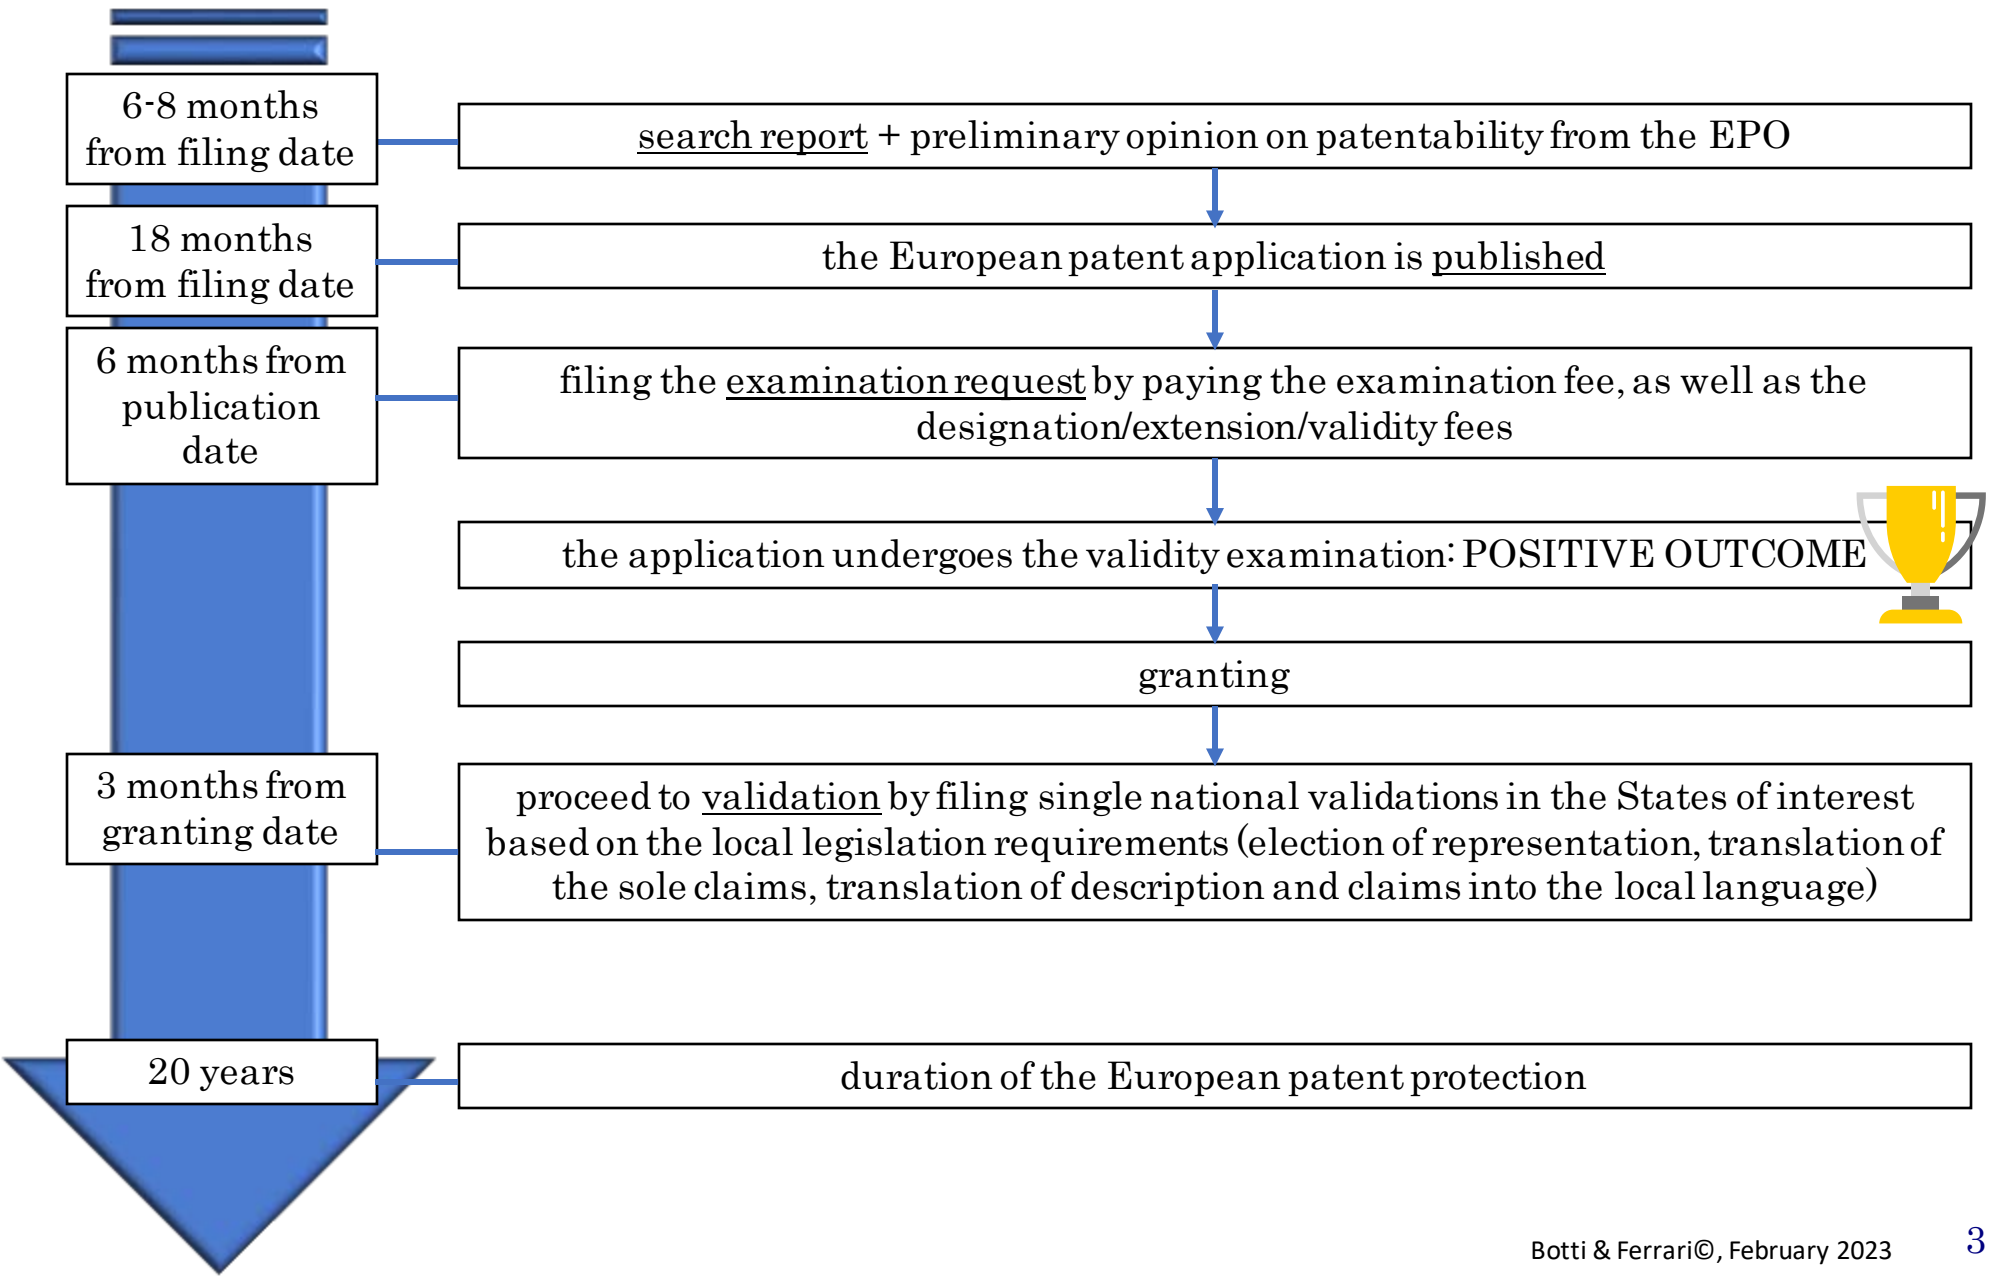 6-8 months
from filing date
search report + preliminary opinion on patentability from the EPO
18 months
from filing date
the European patent application is published
6 months from
publication
date
filing the examination request by paying the examination fee, as well as the
designation/extension/validity fees
the application undergoes the validity examination: POSITIVE OUTCOME
granting
3 months from
granting date
proceed to validation by filing single national validations in the States of interest
based on the local legislation requirements (election of representation, translation of
the sole claims, translation of description and claims into the local language)
20 years
duration of the European patent protection
Botti & Ferrari©, February 2023
3